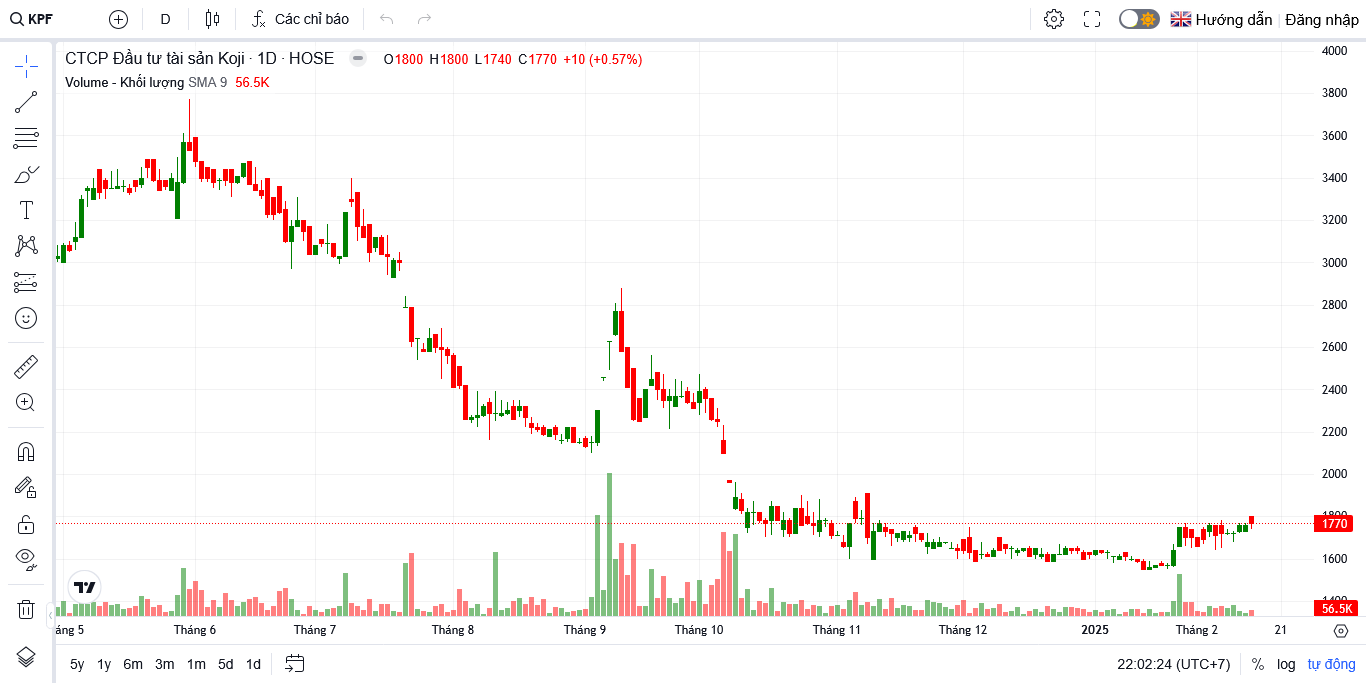 KPF D Các chỉ báo Hướng dẫn Đăng nhập
CTCP Đầu tư tài sản Koji · 1D · HOSE O1800 H1800 L1740 C1770 +10 (+0.57%)
Volume - Khối lượng SMA 9 56.5K
4000
3800
3600
3400
3200
3000
2800
2600
2400
2200
2000
1800
1770
1600
1400
56.5K
áng 5 Tháng 6 Tháng 7 Tháng 8 Tháng 9 Tháng 10 Tháng 11 Tháng 12 2025 Tháng 2 21
5y 1y 6m 3m 1m 5d 1d 22:02:24 (UTC+7) % log tự động